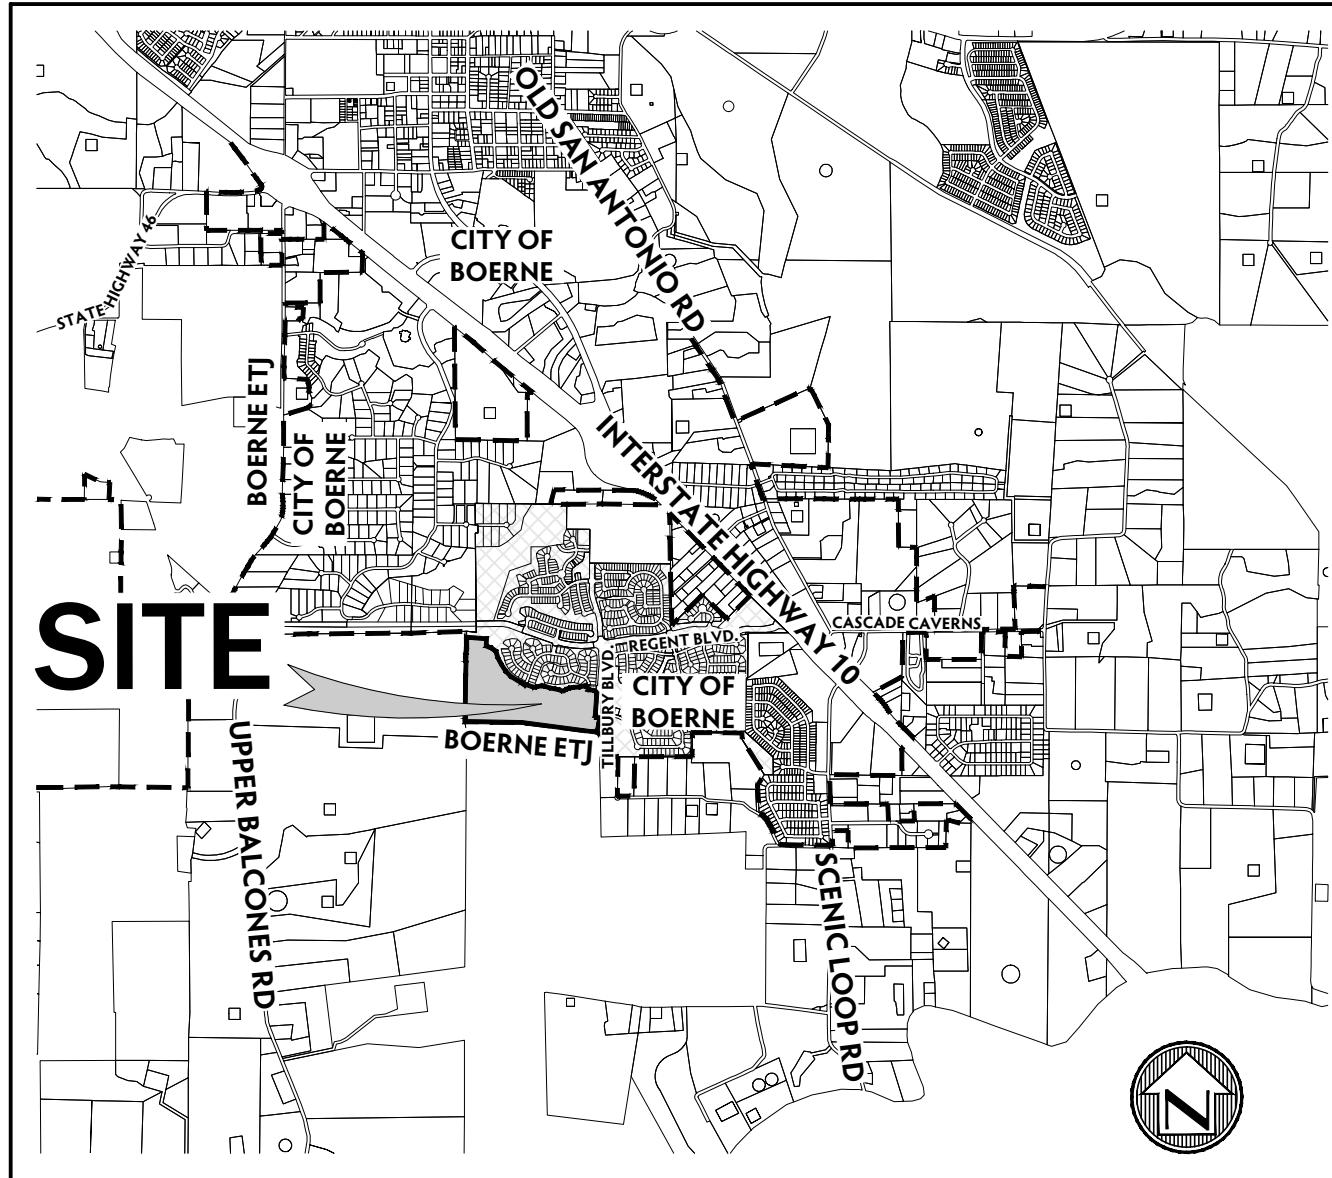 OLD SAN ANTONIO RD
CITY OF
BOERNE
STATE HIGHWAY 46
BOERNE ETJ
CITY OF
BOERNE
INTERSTATE HIGHWAY 10
SITE
CASCADE CAVERNS
REGENT BLVD.
TILLBURY BLVD.
CITY OF
BOERNE
BOERNE ETJ
UPPER BALCONES RD
SCENIC LOOP RD
N